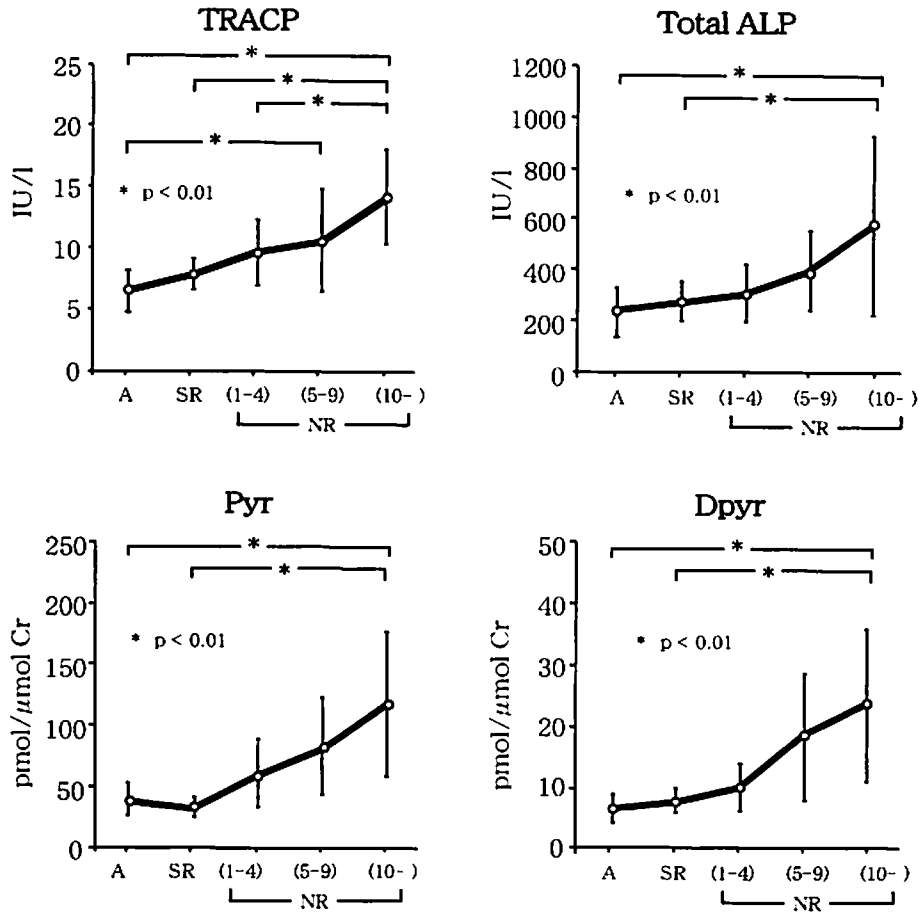 TRACP
25
20
15
10
5
0
IU/l
*
*
*
*
* p < 0.01
A SR (1-4) (5-9) (10- )
NR
Total ALP
1200
1000
800
600
400
200
0
IU/l
*
*
* p < 0.01
A SR (1-4) (5-9) (10- )
NR
Pyr
250
200
150
100
50
0
pmol/μmol Cr
*
*
* p < 0.01
A SR (1-4) (5-9) (10- )
NR
Dpyr
50
40
30
20
10
0
pmol/μmol Cr
*
*
* p < 0.01
A SR (1-4) (5-9) (10- )
NR